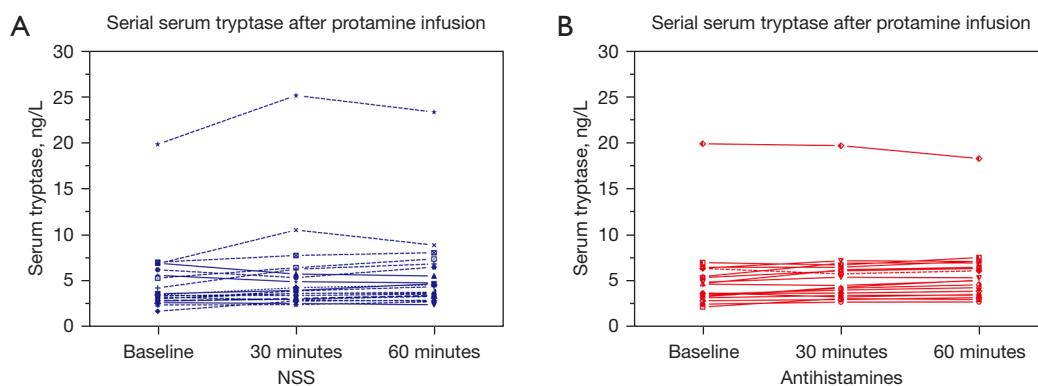 A
Serial serum tryptase after protamine infusion
Serum tryptase, ng/L
30
25
20
15
10
5
0
Baseline
30 minutes
60 minutes
NSS
B
Serial serum tryptase after protamine infusion
Serum tryptase, ng/L
30
25
20
15
10
5
0
Baseline
30 minutes
60 minutes
Antihistamines